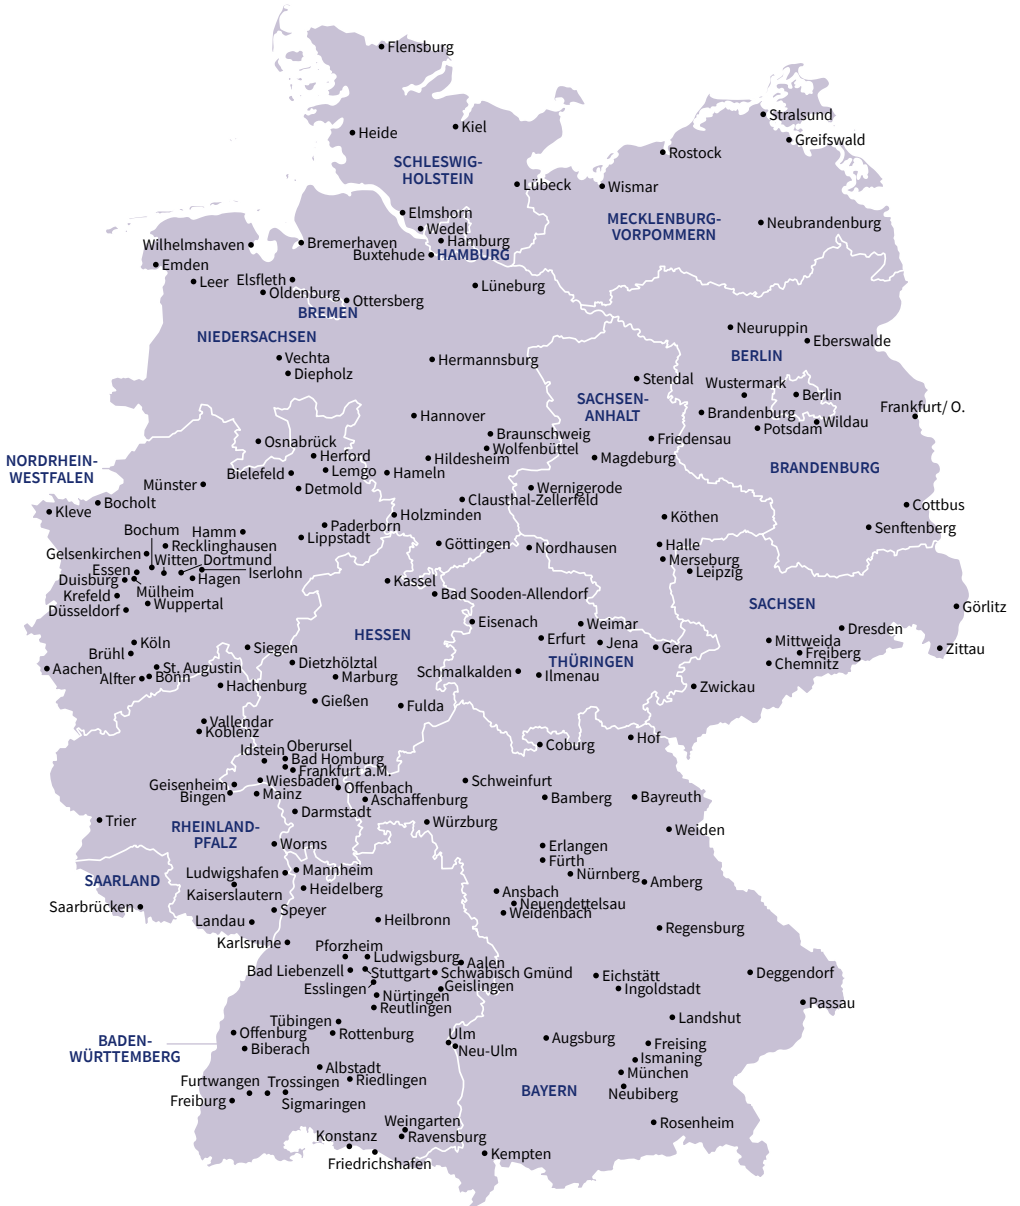 Flensburg
Stralsund
Kiel
Heide
Greifswald
Rostock
SCHLESWIG-
HOLSTEIN
Lübeck
Wismar
Elmshorn
MECKLENBURG-
VORPOMMERN
Neubrandenburg
Wedel
Hamburg
Wilhelmshaven
Bremerhaven
Buxtehude
HAMBURG
Emden
Leer
Elsfleth
Lüneburg
Oldenburg
Ottersberg
BREMEN
Neuruppin
NIEDERSACHSEN
Eberswalde
Vechta
BERLIN
Hermannsburg
Diepholz
Stendal
Wustermark
SACHSEN-
ANHALT
Berlin
Frankfurt/ O.
Hannover
Brandenburg
Wildau
Potsdam
Braunschweig
Friedensau
Osnabrück
Wolfenbüttel
Herford
Hildesheim
Magdeburg
NORDRHEIN-
WESTFALEN
BRANDENBURG
Bielefeld
Lemgo
Hameln
Münster
Detmold
Wernigerode
Clausthal-Zellerfeld
Bocholt
Cottbus
Kleve
Holzminden
Köthen
Paderborn
Senftenberg
Bochum
Hamm
Lippstadt
Recklinghausen
Göttingen
Nordhausen
Halle
Gelsenkirchen
Witten
Dortmund
Merseburg
Essen
Iserlohn
Leipzig
Duisburg
Hagen
Kassel
Mülheim
Krefeld
Bad Sooden-Allendorf
Wuppertal
SACHSEN
Düsseldorf
Görlitz
Eisenach
Weimar
Dresden
HESSEN
Erfurt
Jena
Mittweida
Köln
Siegen
Gera
Zittau
Brühl
Freiberg
Dietzhölztal
THÜRINGEN
Chemnitz
Aachen
St. Augustin
Schmalkalden
Alfter
Bonn
Marburg
Ilmenau
Hachenburg
Zwickau
Gießen
Fulda
Vallendar
Koblenz
Hof
Idstein
Oberursel
Coburg
Bad Homburg
Frankfurt a.M.
Wiesbaden
Schweinfurt
Geisenheim
Offenbach
Bingen
Mainz
Aschaffenburg
Bamberg
Bayreuth
Darmstadt
Trier
Würzburg
RHEINLAND-
PFALZ
Weiden
Worms
Erlangen
Fürth
Ludwigshafen
Mannheim
Nürnberg
SAARLAND
Amberg
Heidelberg
Kaiserslautern
Ansbach
Neuendettelsau
Saarbrücken
Speyer
Weidenbach
Landau
Heilbronn
Regensburg
Karlsruhe
Pforzheim
Ludwigsburg
Aalen
Bad Liebenzell
Stuttgart
Schwäbisch Gmünd
Deggendorf
Eichstätt
Esslingen
Geislingen
Ingoldstadt
Nürtingen
Passau
Reutlingen
Tübingen
Landshut
Offenburg
Rottenburg
Ulm
Augsburg
BADEN-
WÜRTTEMBERG
Biberach
Neu-Ulm
Freising
Ismaning
Albstadt
München
Furtwangen
Trossingen
Riedlingen
BAYERN
Neubiberg
Freiburg
Sigmaringen
Weingarten
Rosenheim
Konstanz
Ravensburg
Kempten
Friedrichshafen